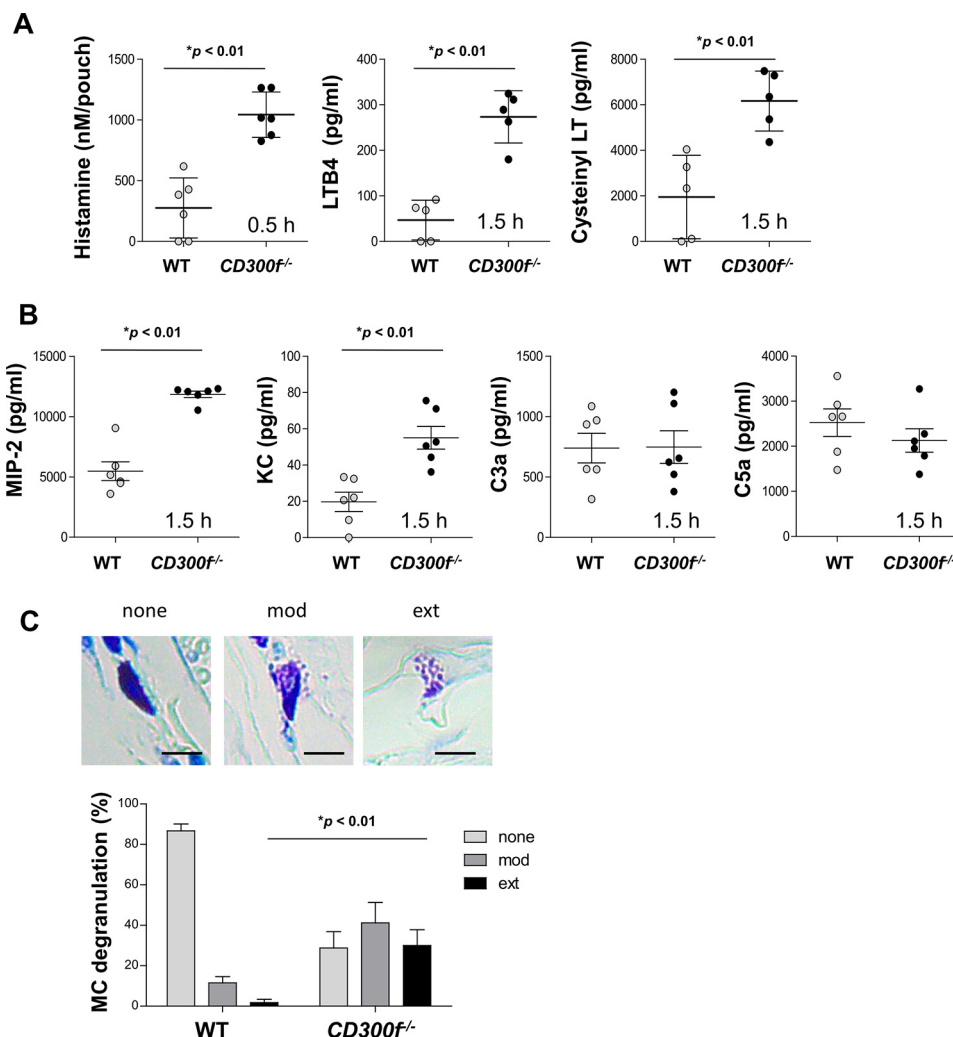 A
*p < 0.01
*p < 0.01
*p < 0.01
Histamine (nM/pouch)
1500
1000
500
0
0.5 h
WT CD300f-/-
LTB4 (pg/ml)
400
300
200
100
0
1.5 h
WT CD300f-/-
Cysteinyl LT (pg/ml)
8000
6000
4000
2000
0
1.5 h
WT CD300f-/-
B
*p < 0.01
*p < 0.01
MIP-2 (pg/ml)
15000
10000
5000
0
1.5 h
WT CD300f-/-
KC (pg/ml)
100
80
60
40
20
0
1.5 h
WT CD300f-/-
C3a (pg/ml)
1500
1000
500
0
1.5 h
WT CD300f-/-
C5a (pg/ml)
4000
3000
2000
1000
0
1.5 h
WT CD300f-/-
C
none mod ext
MC degranulation (%)
100
80
60
40
20
0
*p < 0.01
none
mod
ext
WT CD300f-/-